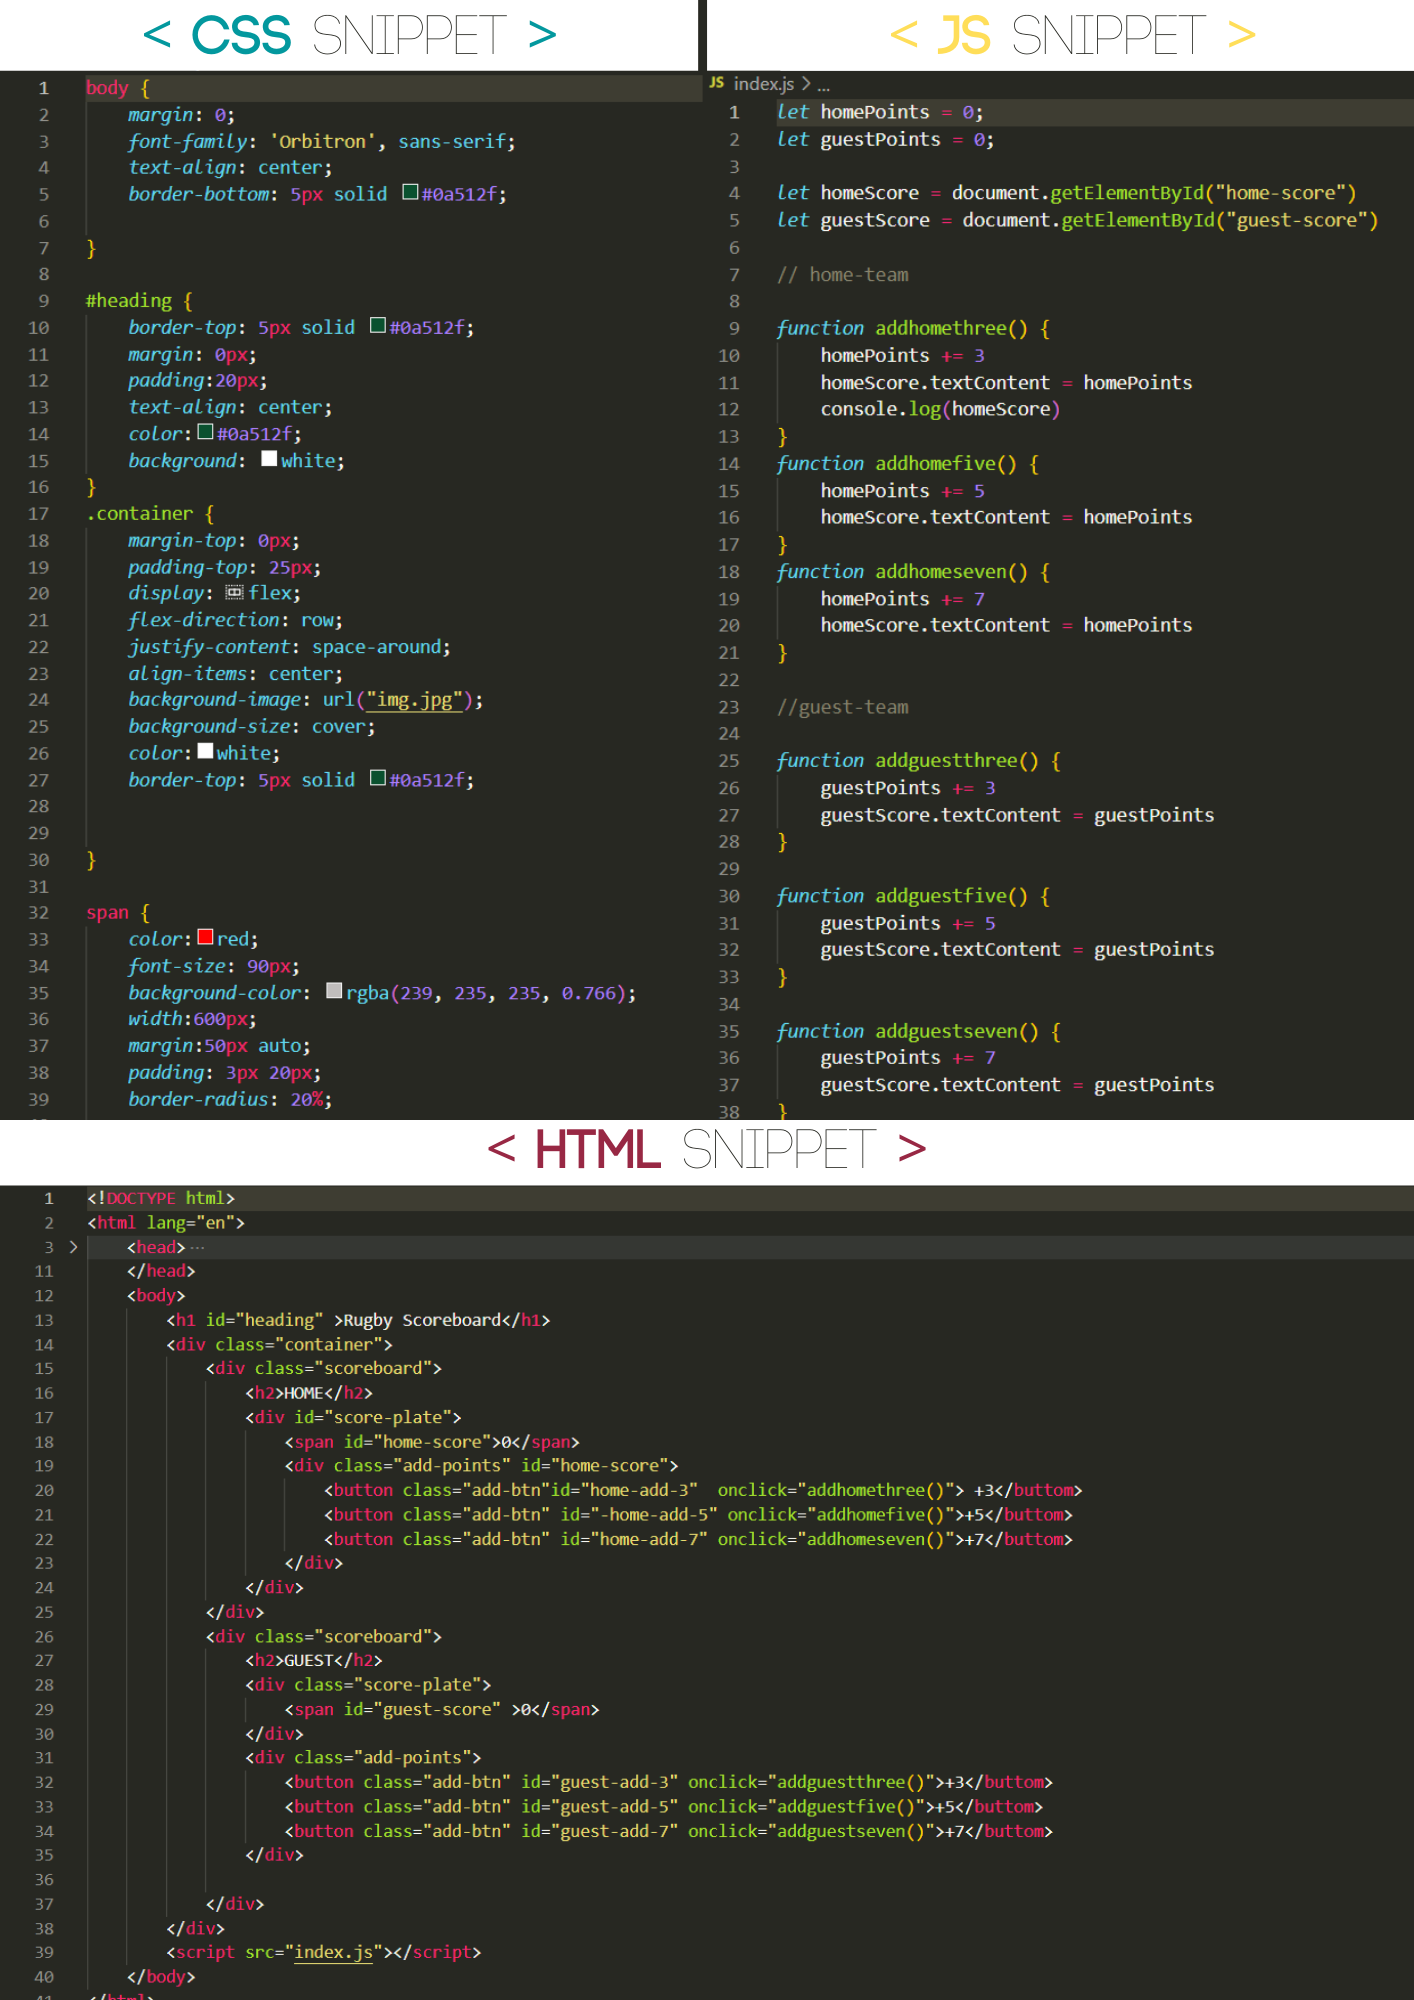 < CSS SNIPPET >
1 body {
2 margin: 0;
3 font-family: 'Orbitron', sans-serif;
4 text-align: center;
5 border-bottom: 5px solid #0a512f;
6
7 }
8
9 #heading {
10 border-top: 5px solid #0a512f;
11 margin: 0px;
12 padding:20px;
13 text-align: center;
14 color: #0a512f;
15 background: white;
16 }
17 .container {
18 margin-top: 0px;
19 padding-top: 25px;
20 display: flex;
21 flex-direction: row;
22 justify-content: space-around;
23 align-items: center;
24 background-image: url("img.jpg");
25 background-size: cover;
26 color: white;
27 border-top: 5px solid #0a512f;
28
29
30 }
31
32 span {
33 color: red;
34 font-size: 90px;
35 background-color: rgba(239, 235, 235, 0.766);
36 width:600px;
37 margin:50px auto;
38 padding: 3px 20px;
39 border-radius: 20%;
< JS SNIPPET >
JS index.js > ...
1 let homePoints = 0;
2 let guestPoints = 0;
3
4 let homeScore = document.getElementById("home-score")
5 let guestScore = document.getElementById("guest-score")
6
7 // home-team
8
9 function addhomethree() {
10 homePoints += 3
11 homeScore.textContent = homePoints
12 console.log(homeScore)
13 }
14 function addhomefive() {
15 homePoints += 5
16 homeScore.textContent = homePoints
17 }
18 function addhomeseven() {
19 homePoints += 7
20 homeScore.textContent = homePoints
21 }
22
23 //guest-team
24
25 function addguestthree() {
26 guestPoints += 3
27 guestScore.textContent = guestPoints
28 }
29
30 function addguestfive() {
31 guestPoints += 5
32 guestScore.textContent = guestPoints
33 }
34
35 function addguestseven() {
36 guestPoints += 7
37 guestScore.textContent = guestPoints
38 }
< HTML SNIPPET >
1 <!DOCTYPE html>
2 <html lang="en">
3 > <head> ···
11 </head>
12 <body>
13 <h1 id="heading" >Rugby Scoreboard</h1>
14 <div class="container">
15 <div class="scoreboard">
16 <h2>HOME</h2>
17 <div id="score-plate">
18 <span id="home-score">0</span>
19 <div class="add-points" id="home-score">
20 <button class="add-btn"id="home-add-3"  onclick="addhomethree()"> +3</buttom>
21 <button class="add-btn" id="-home-add-5" onclick="addhomefive()">+5</buttom>
22 <button class="add-btn" id="home-add-7" onclick="addhomeseven()">+7</buttom>
23 </div>
24 </div>
25 </div>
26 <div class="scoreboard">
27 <h2>GUEST</h2>
28 <div class="score-plate">
29 <span id="guest-score" >0</span>
30 </div>
31 <div class="add-points">
32 <button class="add-btn" id="guest-add-3" onclick="addguestthree()">+3</buttom>
33 <button class="add-btn" id="guest-add-5" onclick="addguestfive()">+5</buttom>
34 <button class="add-btn" id="guest-add-7" onclick="addguestseven()">+7</buttom>
35 </div>
36
37 </div>
38 </div>
39 <script src="index.js"></script>
40 </body>
41 </html>